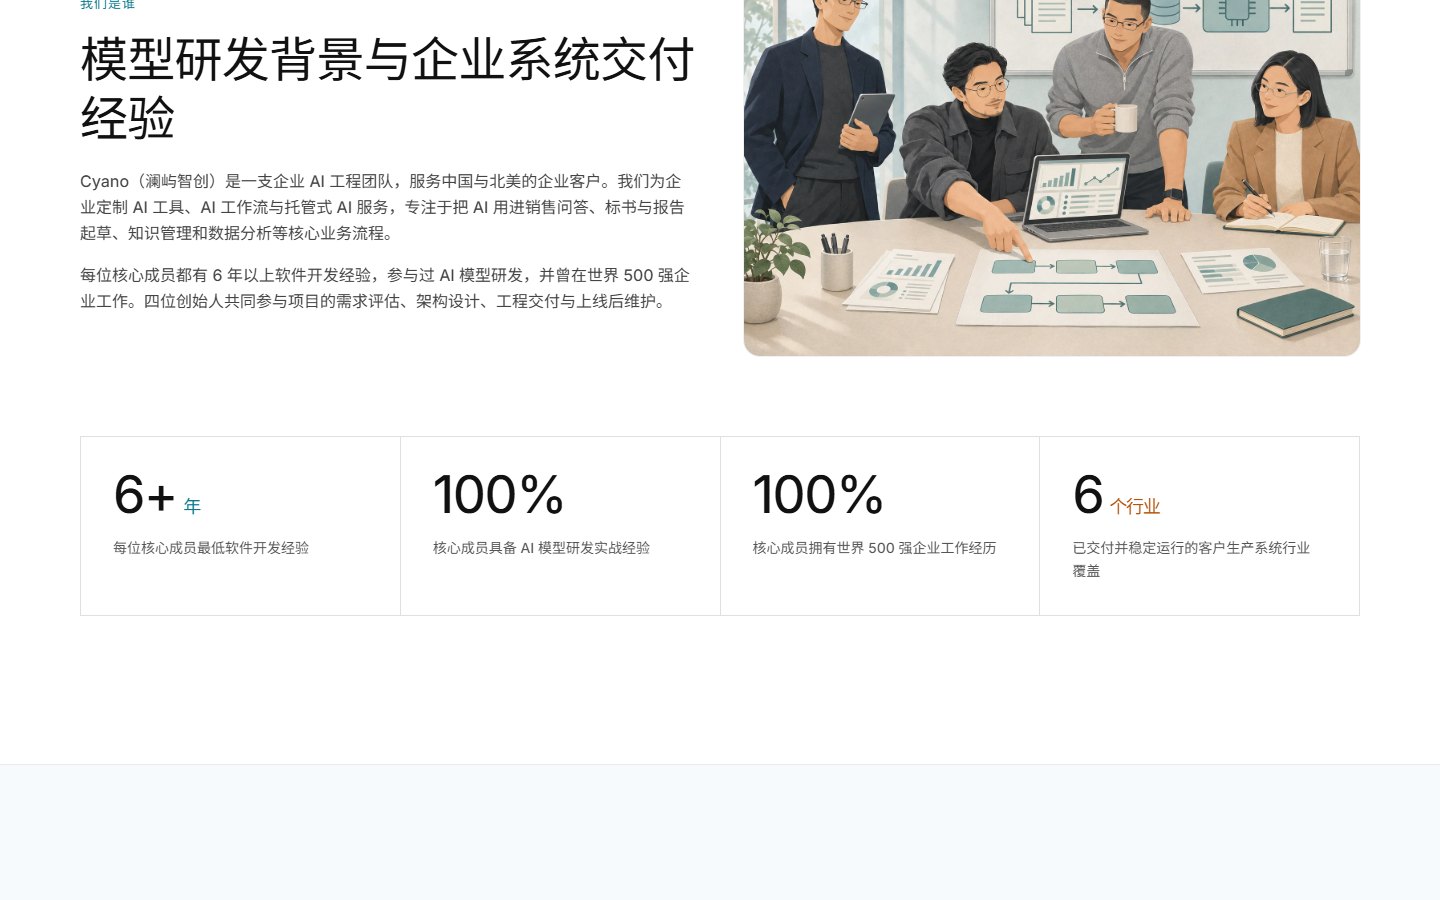 我们是谁
模型研发背景与企业系统交付
经验
Cyano（澜屿智创）是一支企业 AI 工程团队，服务中国与北美的企业客户。我们为企
业定制 AI 工具、AI 工作流与托管式 AI 服务，专注于把 AI 用进销售问答、标书与报告
起草、知识管理和数据分析等核心业务流程。
每位核心成员都有 6 年以上软件开发经验，参与过 AI 模型研发，并曾在世界 500 强企
业工作。四位创始人共同参与项目的需求评估、架构设计、工程交付与上线后维护。
6+ 年
每位核心成员最低软件开发经验
100%
核心成员具备 AI 模型研发实战经验
100%
核心成员拥有世界 500 强企业工作经历
6 个行业
已交付并稳定运行的客户生产系统行业
覆盖